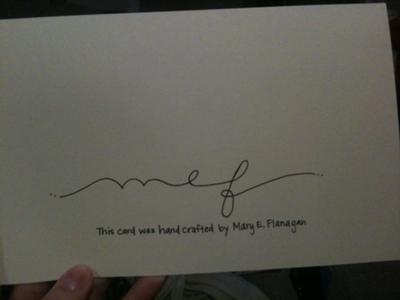 mef
This card was hand crafted by Mary E. Flanagan